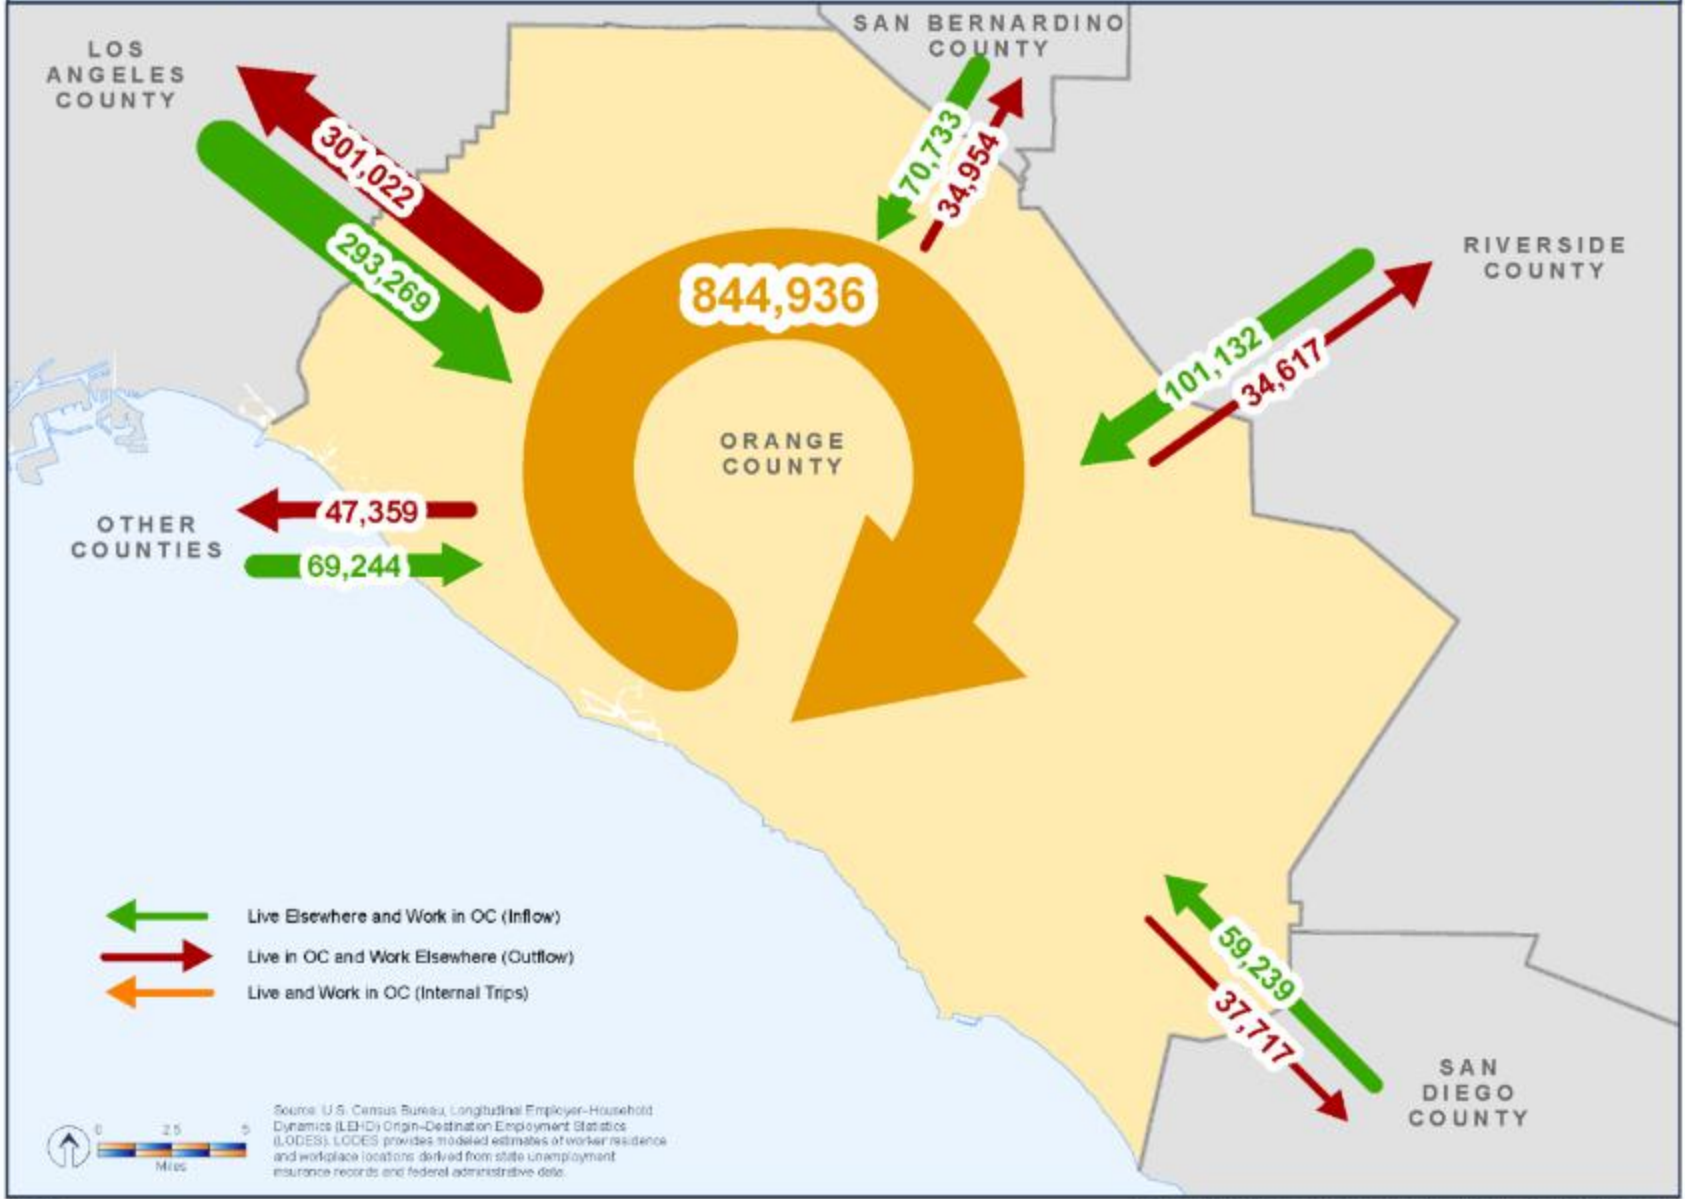 SAN BERNARDINO
COUNTY
LOS
ANGELES
COUNTY
301,022
293,269
70,733
34,954
844,936
RIVERSIDE
COUNTY
101,132
34,617
ORANGE
COUNTY
OTHER
COUNTIES
47,359
69,244
Live Elsewhere and Work in OC (Inflow)
Live in OC and Work Elsewhere (Outflow)
Live and Work in OC (Internal Trips)
59,239
37,717
SAN
DIEGO
COUNTY
0 2.5 5
Miles
Source: U.S. Census Bureau, Longitudinal Employer-Household
Dynamics (LEHD) Origin-Destination Employment Statistics
(LODES). LODES provides modeled estimates of worker residence
and workplace locations derived from state unemployment
insurance records and federal administrative data.